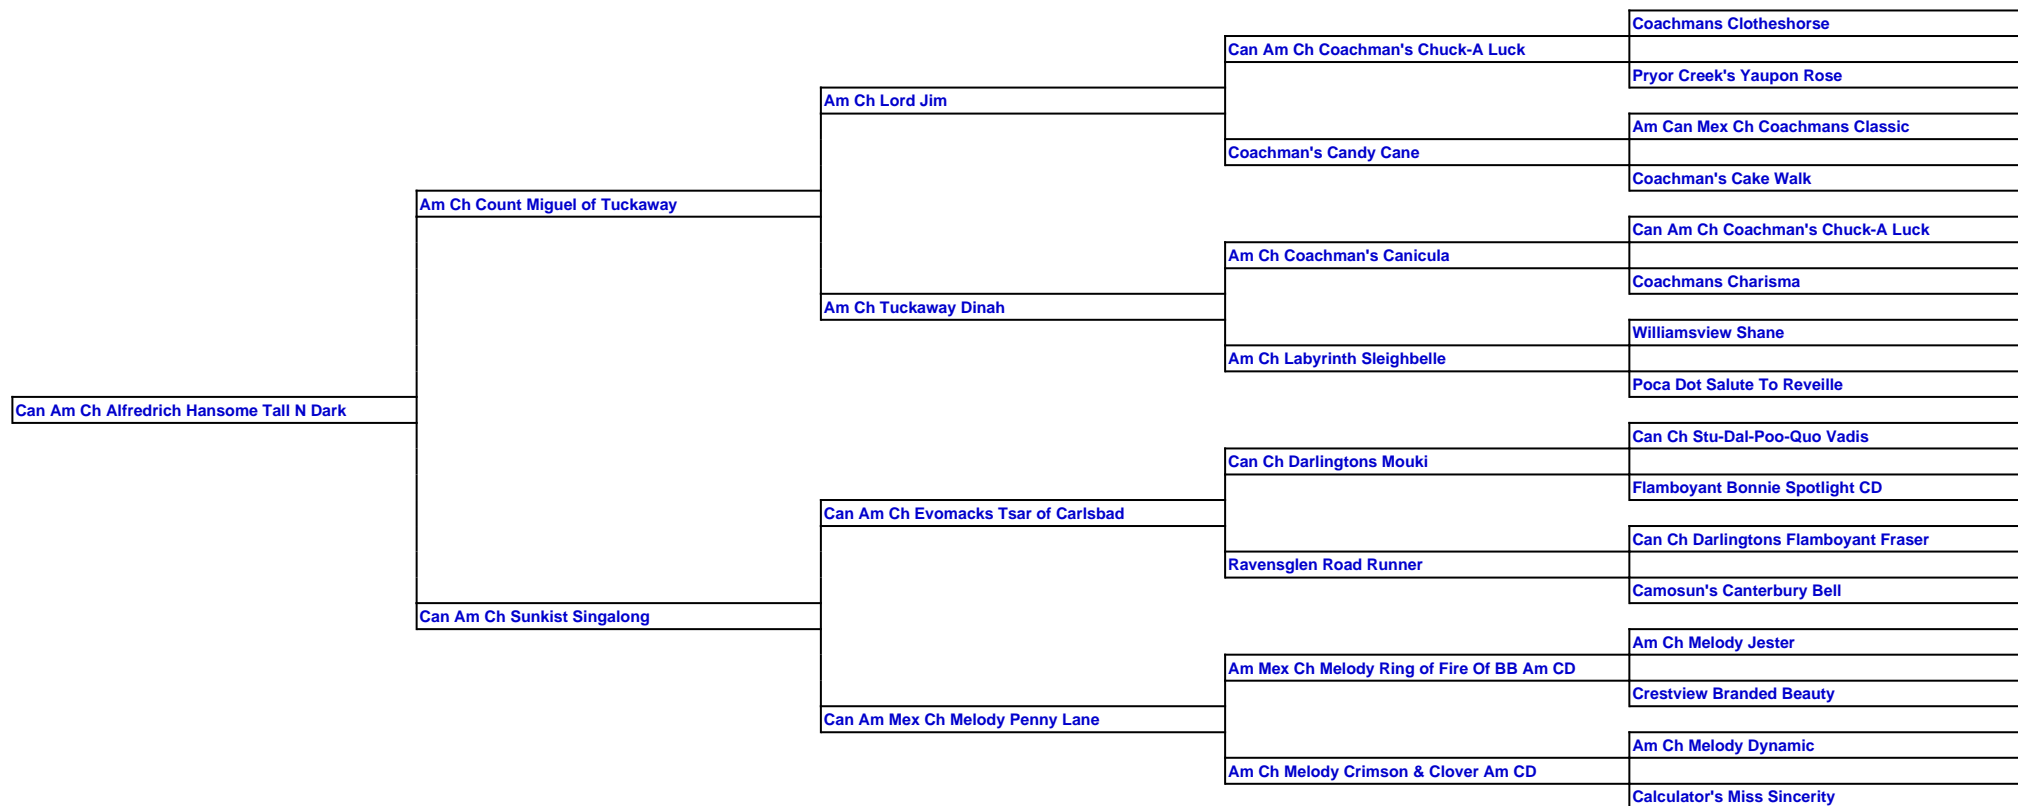 Coachmans Clotheshorse
Can Am Ch Coachman's Chuck-A Luck
Pryor Creek's Yaupon Rose
Am Ch Lord Jim
Am Can Mex Ch Coachmans Classic
Coachman's Candy Cane
Coachman's Cake Walk
Am Ch Count Miguel of Tuckaway
Can Am Ch Coachman's Chuck-A Luck
Am Ch Coachman's Canicula
Coachmans Charisma
Am Ch Tuckaway Dinah
Williamsview Shane
Am Ch Labyrinth Sleighbelle
Poca Dot Salute To Reveille
Can Am Ch Alfredrich Hansome Tall N Dark
Can Ch Stu-Dal-Poo-Quo Vadis
Can Ch Darlingtons Mouki
Flamboyant Bonnie Spotlight CD
Can Am Ch Evomacks Tsar of Carlsbad
Can Ch Darlingtons Flamboyant Fraser
Ravensglen Road Runner
Camosun's Canterbury Bell
Can Am Ch Sunkist Singalong
Am Ch Melody Jester
Am Mex Ch Melody Ring of Fire Of BB Am CD
Crestview Branded Beauty
Can Am Mex Ch Melody Penny Lane
Am Ch Melody Dynamic
Am Ch Melody Crimson & Clover Am CD
Calculator's Miss Sincerity